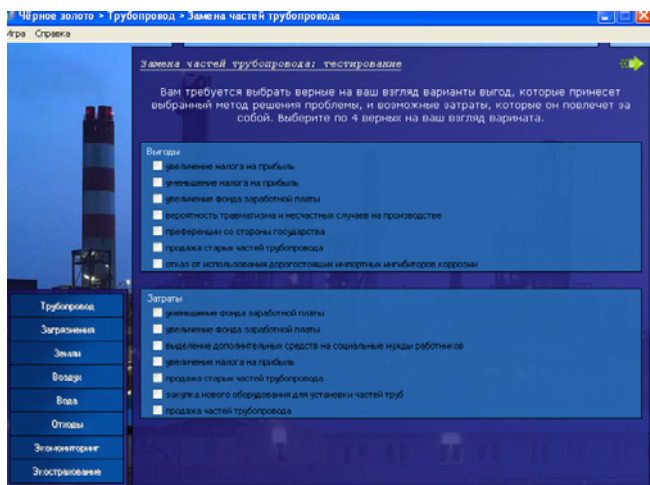 Чёрное золото > Трубопровод > Замена частей трубопровода
Игра Справка
Замена частей трубопровода: тестирование
Вам требуется выбрать верные на ваш взгляд варианты выгод, которые принесет
выбранный метод решения проблемы, и возможные затраты, которые он повлечет за
собой. Выберите по 4 верных на ваш взгляд варината.
Выгоды
увеличение налога на прибыль
уменьшение налога на прибыль
увеличение фонда заработной платы
вероятность травматизма и несчастных случаев на производстве
преференции со стороны государства
продажа старых частей трубопровода
отказ от использования дорогостоящих импортных ингибиторов коррозии
Затраты
уменьшение фонда заработной платы
увеличение фонда заработной платы
выделение дополнительных средств на социальные нужды работников
увеличение налога на прибыль
продажа старых частей трубопровода
закупка нового оборудования для установки частей труб
продажа частей трубопровода
Трубопровод
Загрязнения
Земли
Воздух
Вода
Отходы
Экомониторинг
Экострахование